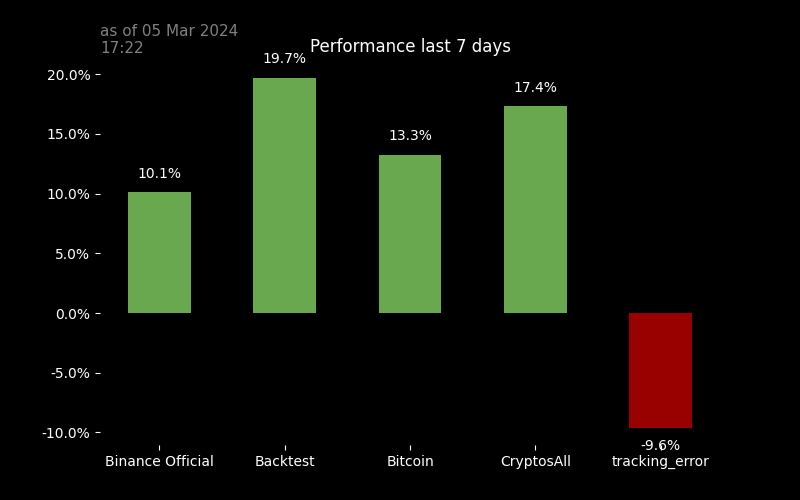 as of 05 Mar 2024
17:22
Performance last 7 days
20.0%
15.0%
10.0%
5.0%
0.0%
-5.0%
-10.0%
10.1%
19.7%
13.3%
17.4%
-9.6%
Binance Official
Backtest
Bitcoin
CryptosAll
tracking_error